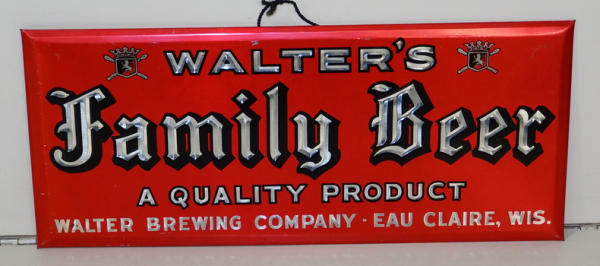 WALTER'S
Family Beer
A QUALITY PRODUCT
WALTER BREWING COMPANY · EAU CLAIRE, WIS.